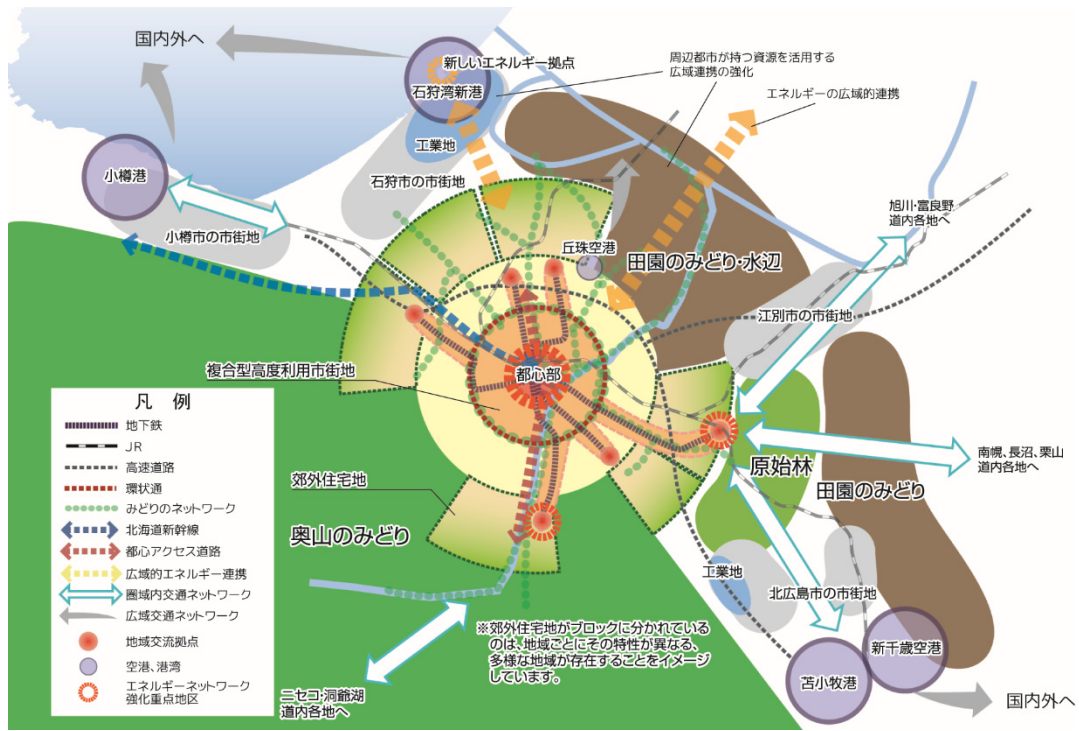 国内外へ
新しいエネルギー拠点
石狩湾新港
周辺都市が持つ資源を活用する
広域連携の強化
エネルギーの広域的連携
工業地
小樽港
石狩市の市街地
旭川・富良野
道内各地へ
小樽市の市街地
丘珠空港
田園のみどり・水辺
江別市の市街地
複合型高度利用市街地
都心部
凡 例
地下鉄
JR
高速道路
環状通
みどりのネットワーク
北海道新幹線
都心アクセス道路
広域的エネルギー連携
圏域内交通ネットワーク
広域交通ネットワーク
地域交流拠点
空港、港湾
エネルギーネットワーク
強化重点地区
郊外住宅地
奥山のみどり
原始林
田園のみどり
南幌、長沼、栗山
道内各地へ
工業地
北広島市の市街地
※郊外住宅地がブロックに分かれている
のは、地域ごとにその特性が異なる、
多様な地域が存在することをイメージ
しています。
新千歳空港
苫小牧港
ニセコ・洞爺湖
道内各地へ
国内外へ